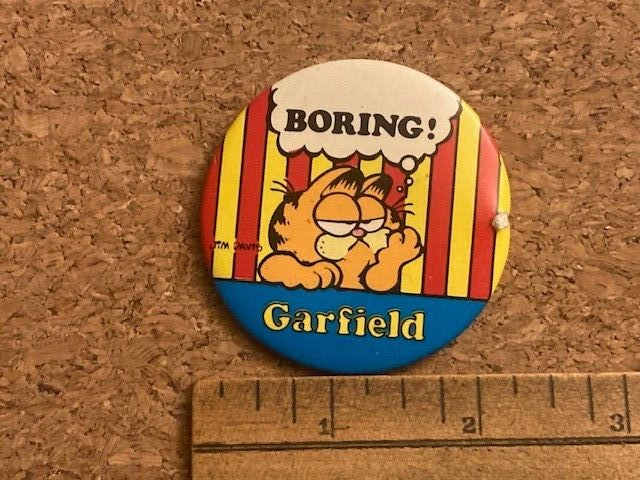 BORING!
JIM DAVIS
Garfield
1 2 3